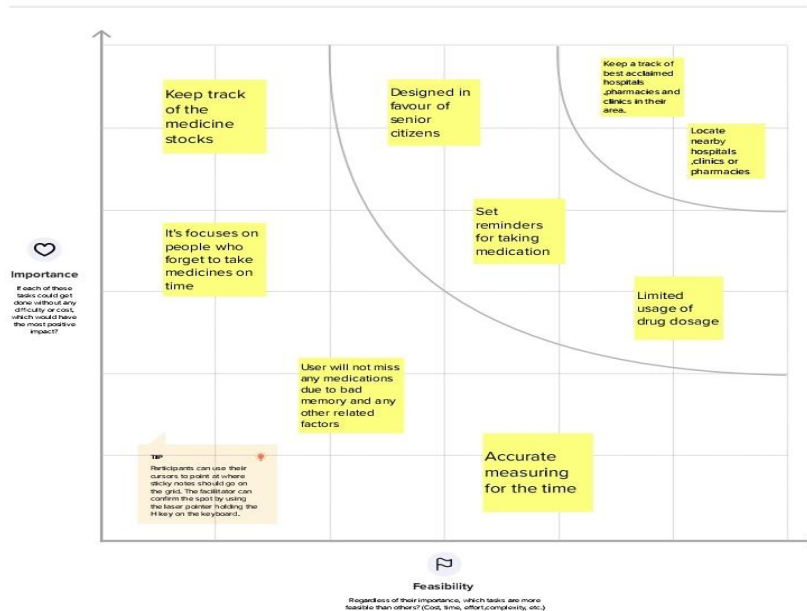 Keep track
of the
medicine
stocks
Designed in
favour of
senior
citizens
Keep a track of
best acclaimed
hospitals
,pharmacies and
clinics in their
area.
Locate
nearby
hospitals
,clinics or
pharmacies
It's focuses on
people who
forget to take
medicines on
time
Set
reminders
for taking
medication
Limited
usage of
drug dosage
Importance
If each of these
tasks could get
done without any
difficulty or cost,
which would have
the most positive
impact?
User will not miss
any medications
due to bad
memory and any
other related
factors
Accurate
measuring
for the time
TIP
Participants can use their
cursors to point at where
sticky notes should go on
the grid. The facilitator can
confirm the spot by using
the laser pointer holding the
H key on the keyboard.
Feasibility
Regardless of their importance, which tasks are more
feasible than others? (Cost, time, effort,complexity, etc.)